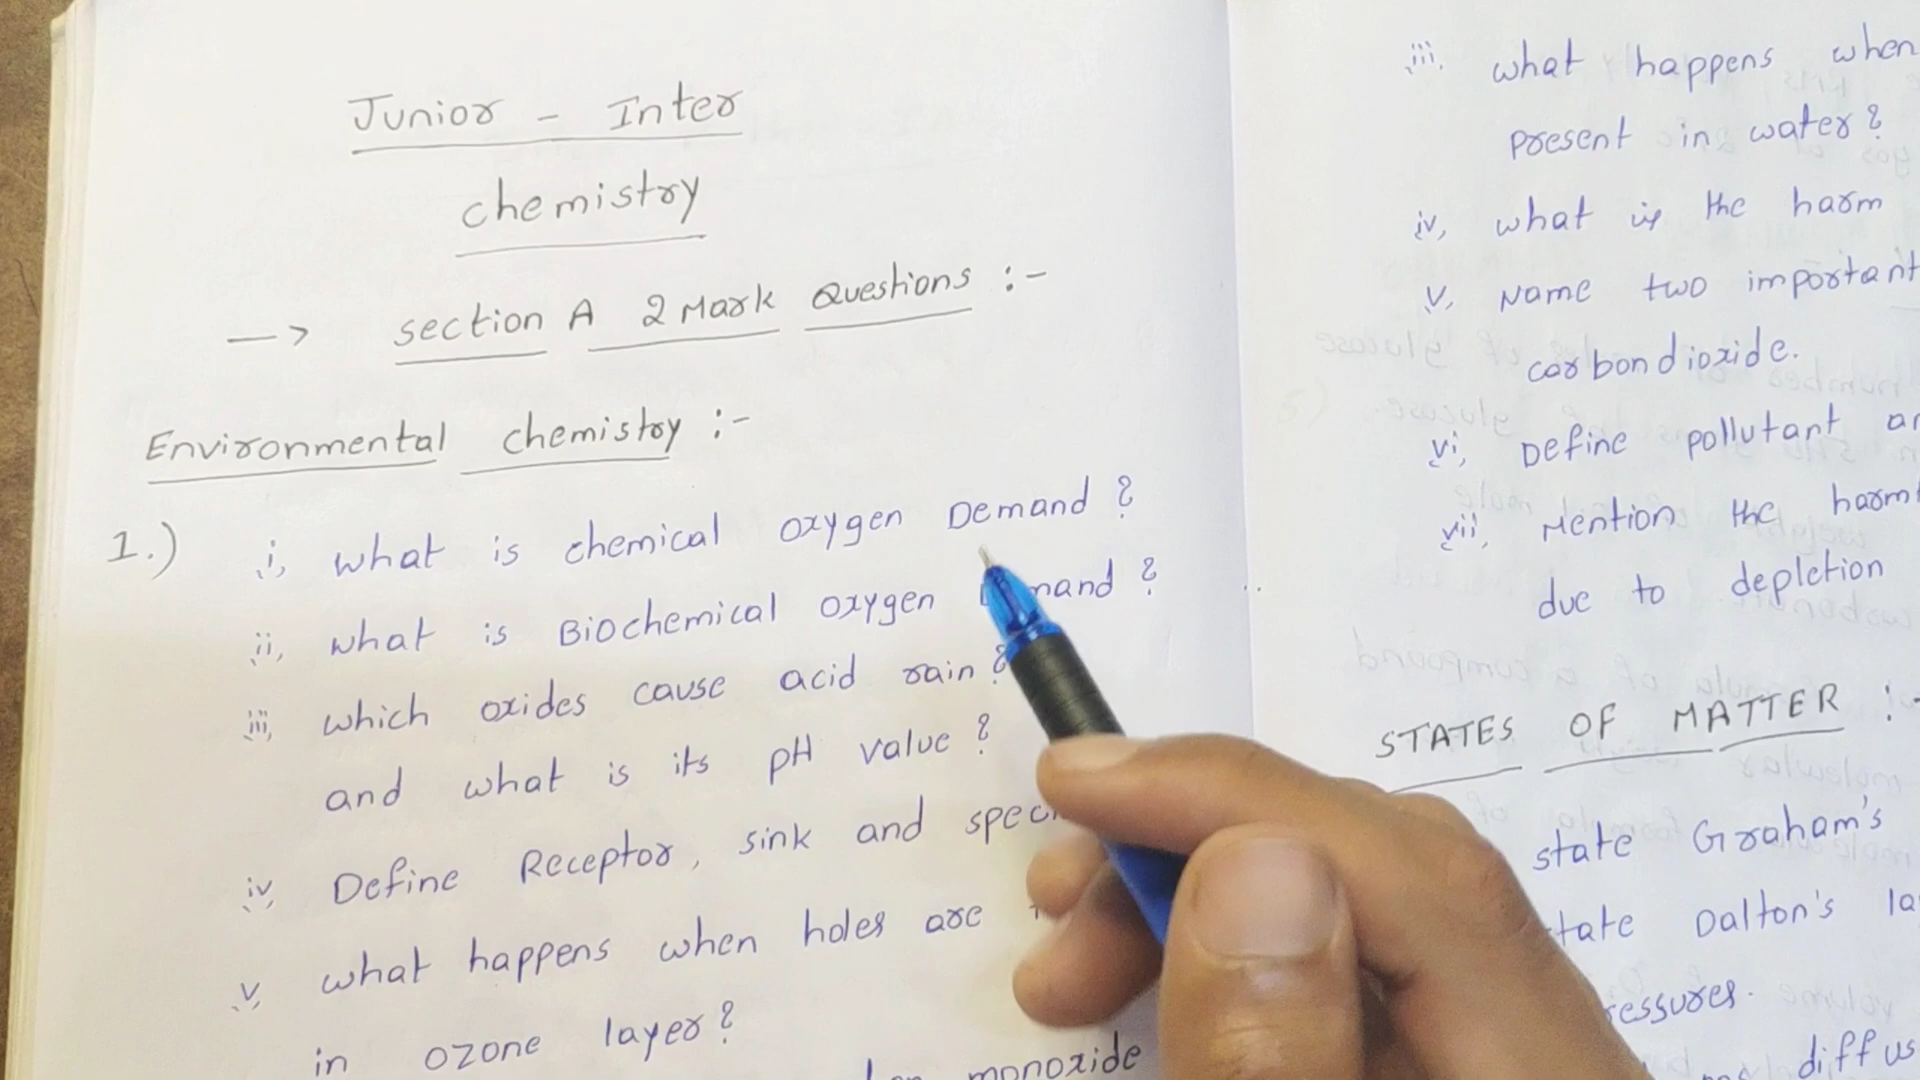 Junior - Inter
chemistry
—> section A 2 Mark Questions :-
Environmental chemistry :-
1.) i, what is chemical oxygen Demand ?
ii, what is Biochemical oxygen ?
iii, which oxides cause acid rain ?
and what is its pH value ?
iv, Define Receptor, sink and
v, what happens when holes are
in ozone layer ?
monoxide
iii. what happens when
present in water ?
iv, what is the harm
v, Name two important
carbondioxide.
vi, Define pollutant
vii, Mention the
due to depletion
STATES OF MATTER :-
state Graham's
Dalton's